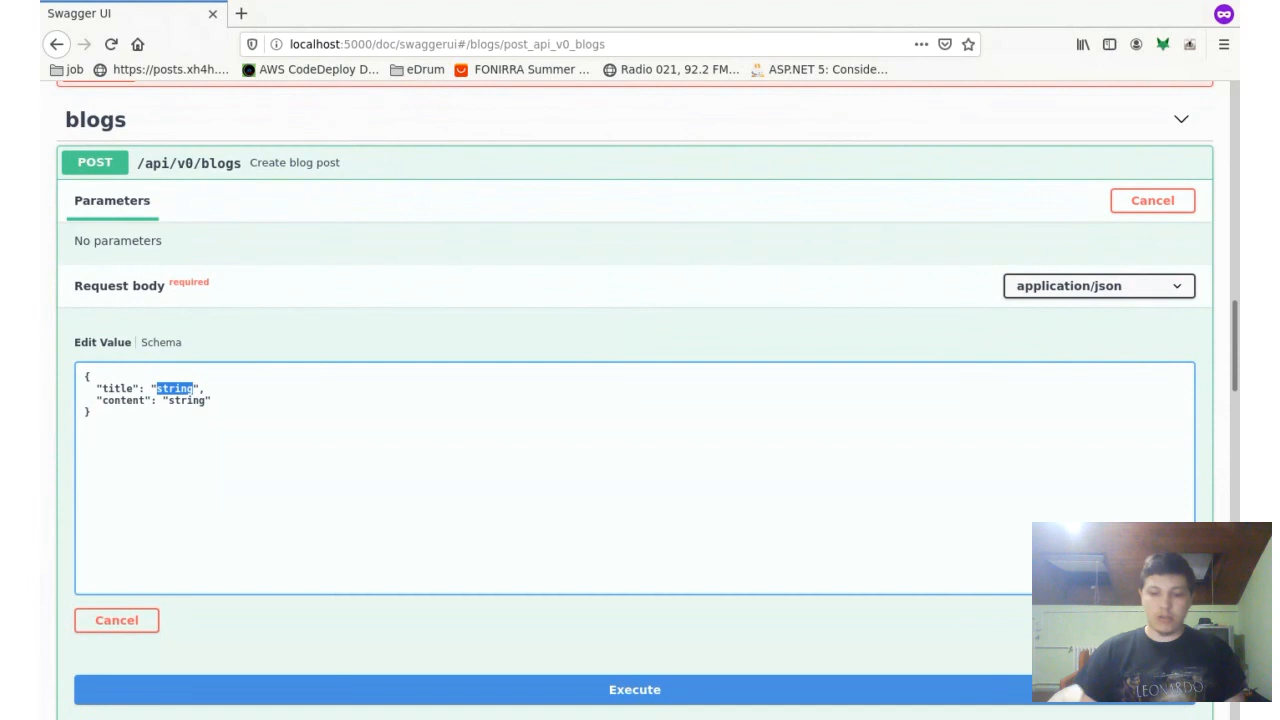 Swagger UI
localhost:5000/doc/swaggerui#/blogs/post_api_v0_blogs
job https://posts.xh4h.... AWS CodeDeploy D... eDrum FONIRRA Summer ... Radio 021, 92.2 FM... ASP.NET 5: Conside...
blogs
POST /api/v0/blogs Create blog post
Parameters
Cancel
No parameters
Request body required
application/json
Edit Value Schema
{
"title": "string",
"content": "string"
}
Cancel
Execute
LEONARDO